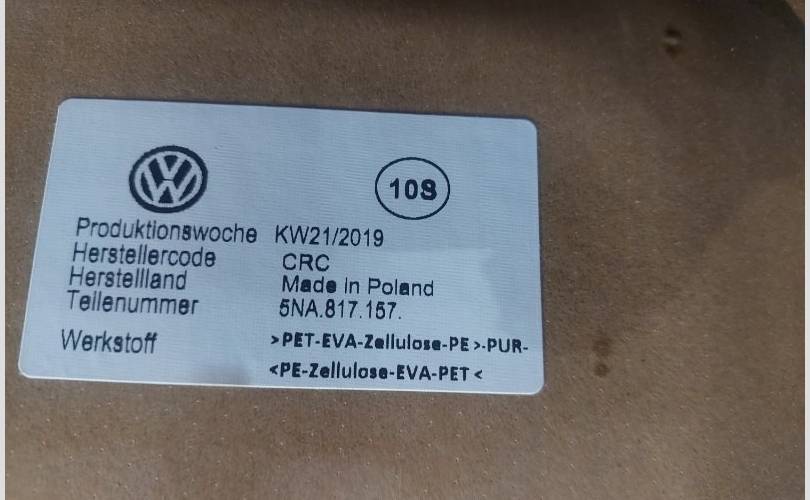 VW
10S
Produktionswoche KW21/2019
Herstellercode CRC
Herstellland Made in Poland
Teilenummer 5NA.817.157.
Werkstoff >PET-EVA-Zellulose-PE>-PUR-
<PE-Zellulose-EVA-PET<